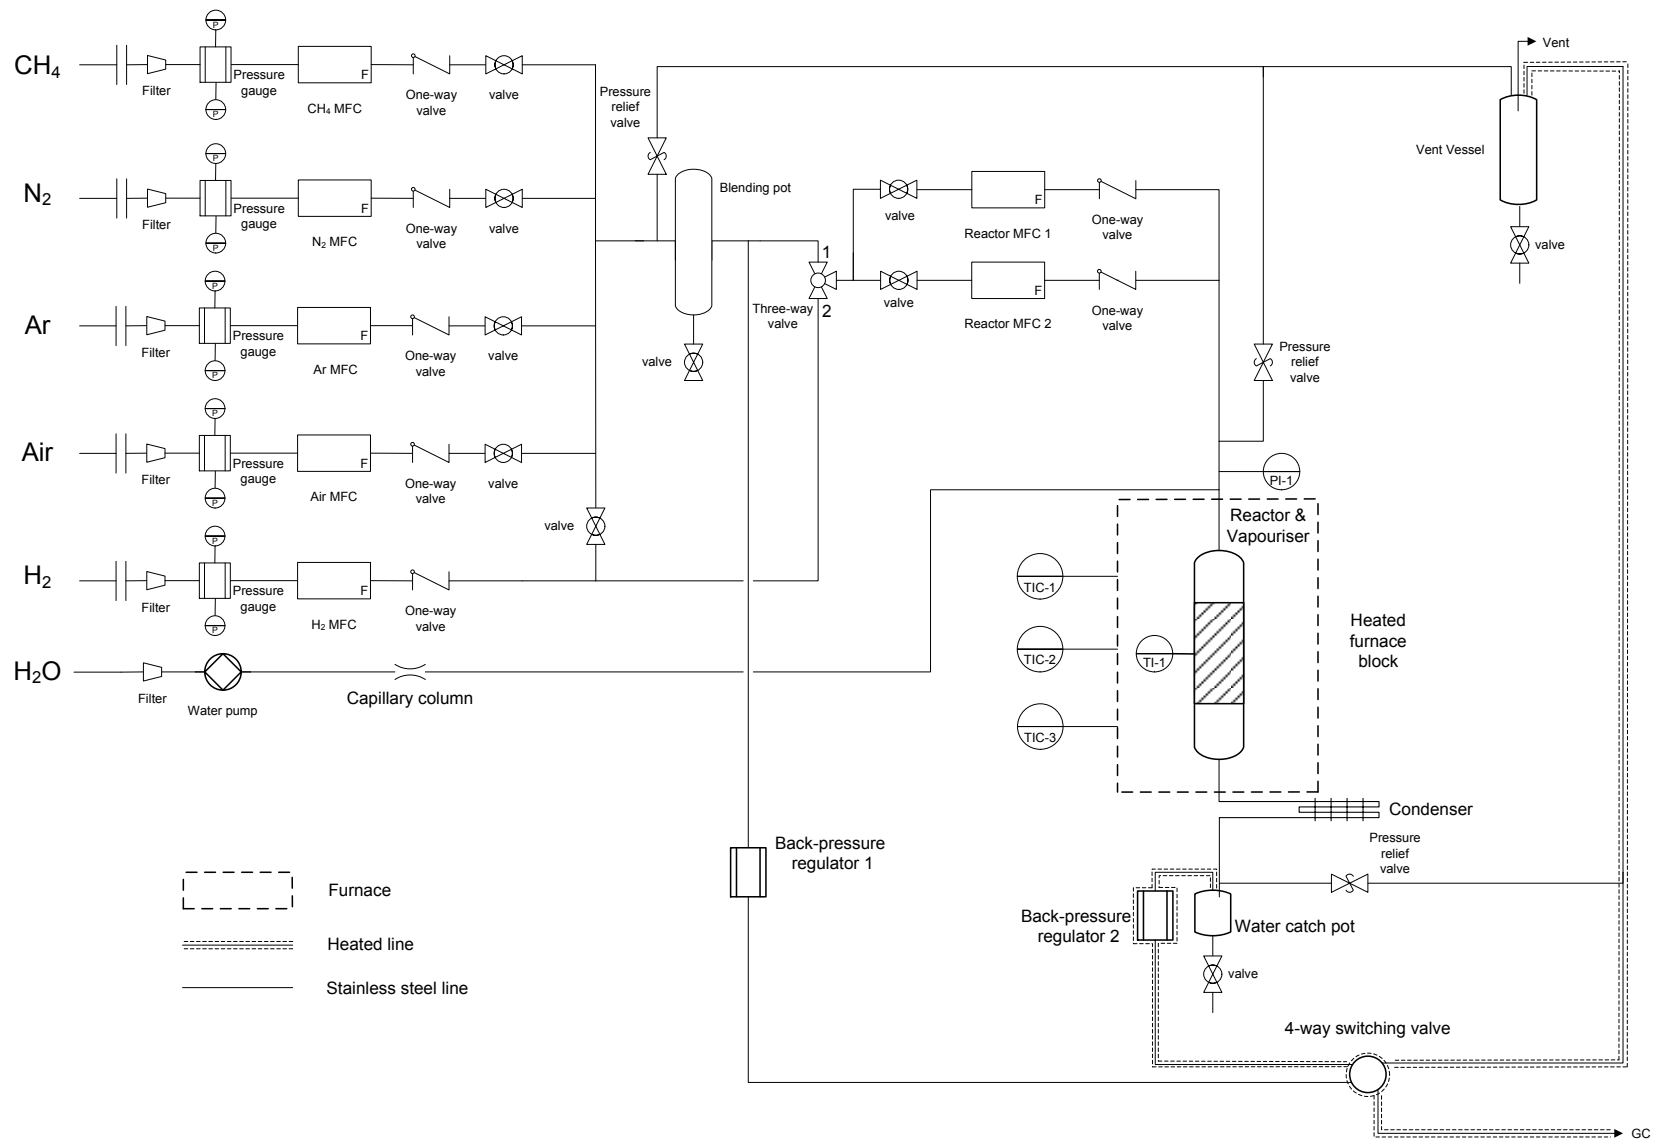 Vent
CH4
P
P
Filter
Pressure
gauge
F
CH4 MFC
One-way
valve
valve
Pressure
relief
valve
Vent Vessel
valve
N2
P
P
Filter
Pressure
gauge
F
N2 MFC
One-way
valve
valve
Blending pot
valve
F
Reactor MFC 1
One-way
valve
1
Three-way
valve
2
valve
F
Reactor MFC 2
One-way
valve
Ar
P
P
Filter
Pressure
gauge
F
Ar MFC
One-way
valve
valve
valve
Pressure
relief
valve
Air
P
P
Filter
Pressure
gauge
F
Air MFC
One-way
valve
valve
valve
PI-1
Reactor &
Vapouriser
H2
P
P
Filter
Pressure
gauge
F
H2 MFC
One-way
valve
TIC-1
TIC-2
TI-1
TIC-3
Heated
furnace
block
H2O
Filter
Water pump
Capillary column
Condenser
Pressure
relief
valve
Back-pressure
regulator 1
Back-pressure
regulator 2
Water catch pot
valve
Furnace
Heated line
Stainless steel line
4-way switching valve
GC